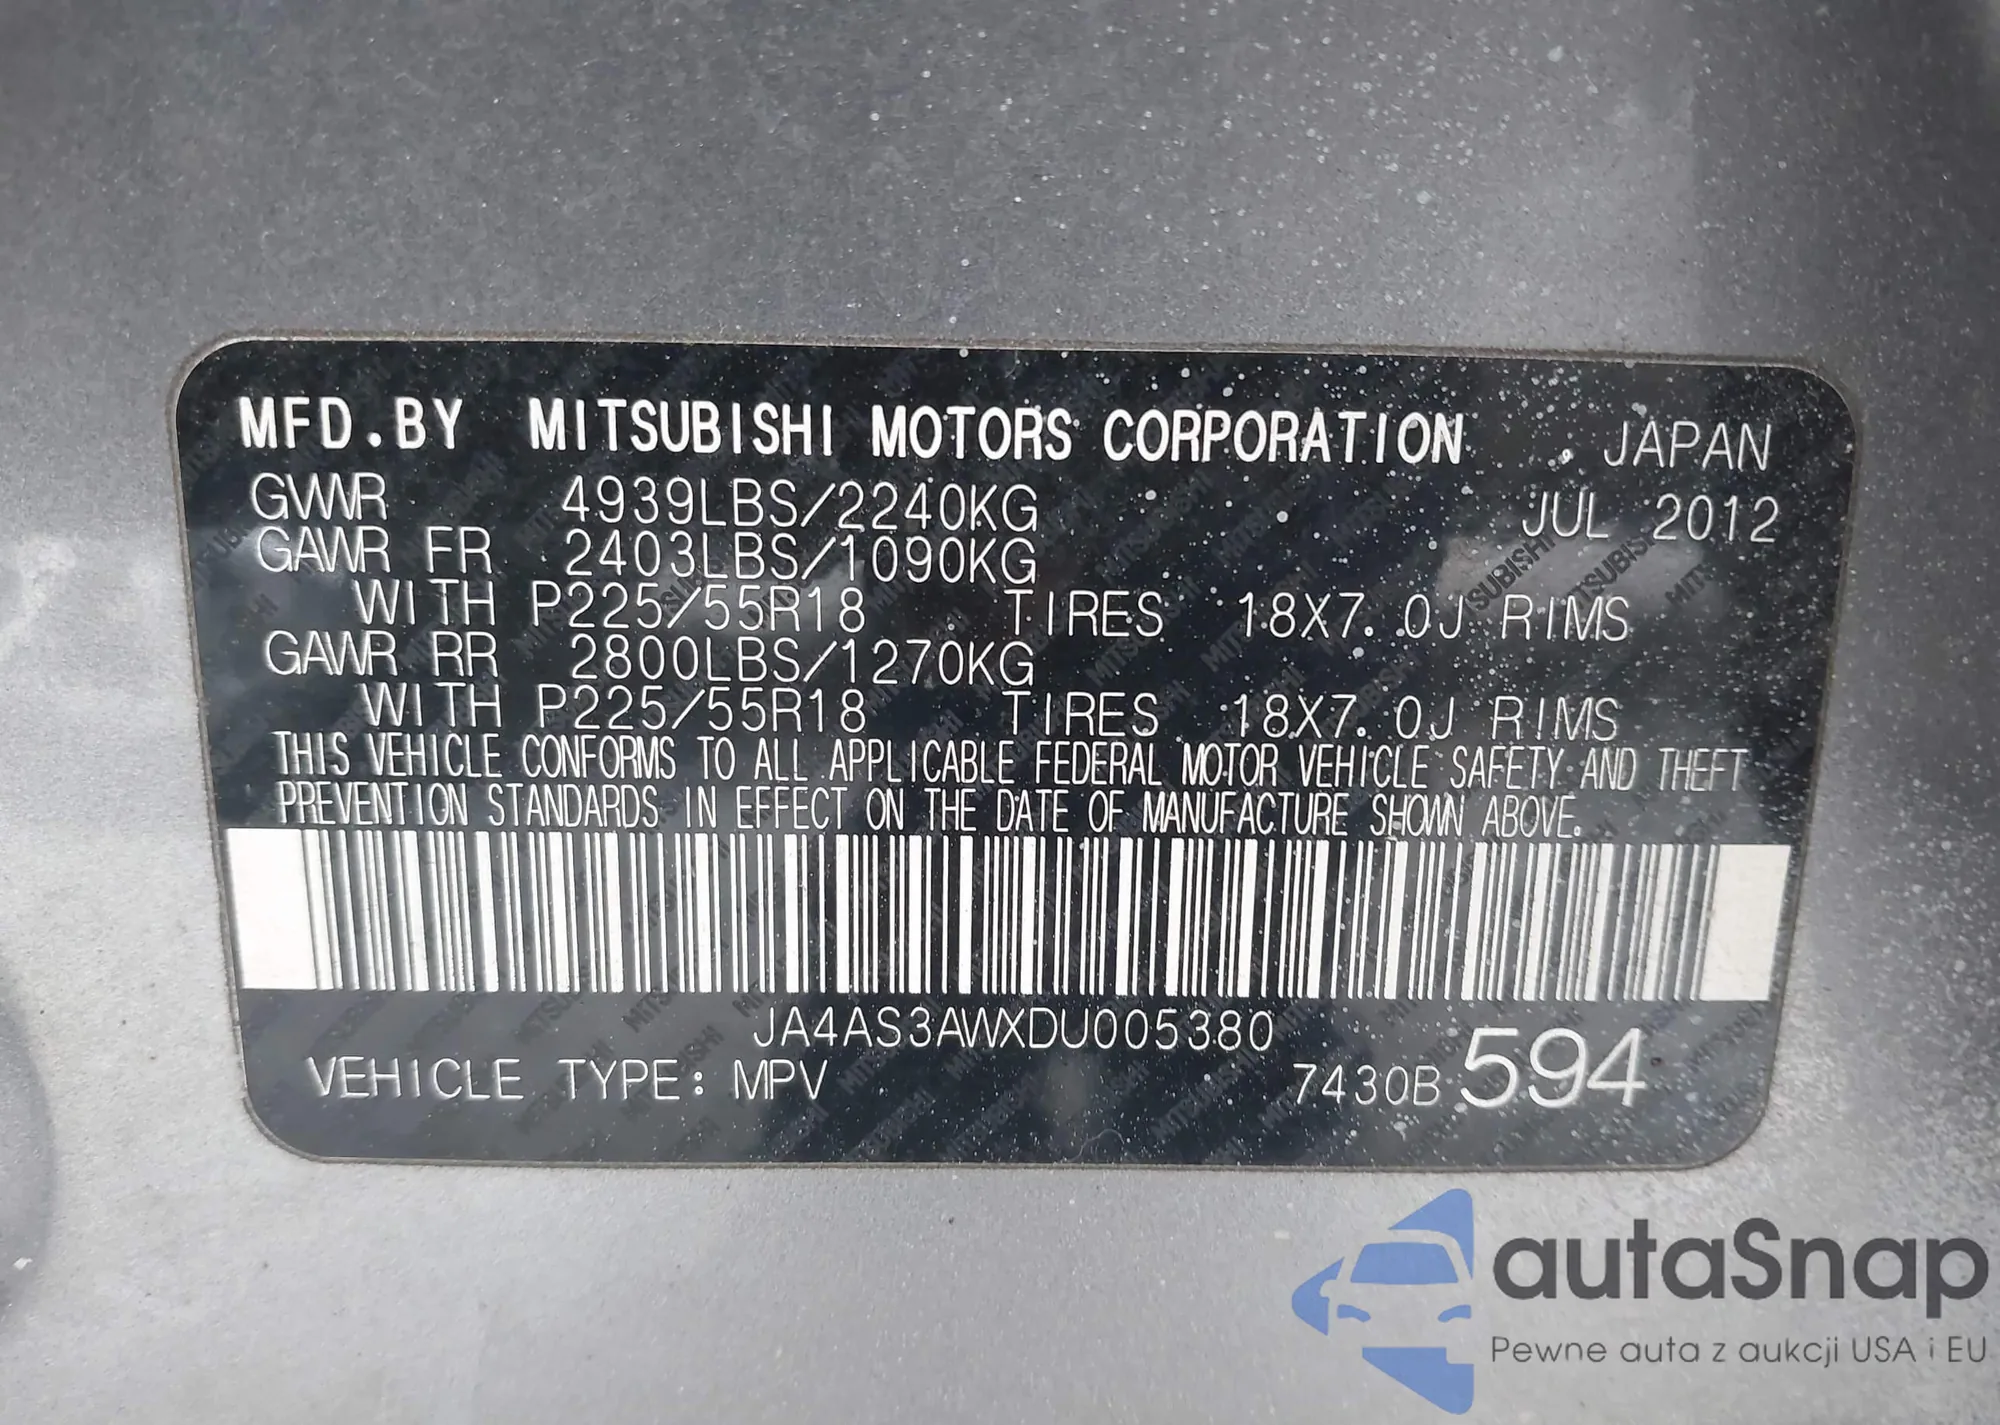 MFD.BY MITSUBISHI MOTORS CORPORATION JAPAN
GVWR 4939LBS/2240KG JUL 2012
GAWR FR 2403LBS/1090KG
WITH P225/55R18 TIRES 18X7.0J RIMS
GAWR RR 2800LBS/1270KG
WITH P225/55R18 TIRES 18X7.0J RIMS
THIS VEHICLE CONFORMS TO ALL APPLICABLE FEDERAL MOTOR VEHICLE SAFETY AND THEFT
PREVENTION STANDARDS IN EFFECT ON THE DATE OF MANUFACTURE SHOWN ABOVE.
JA4AS3AWXDU005380
VEHICLE TYPE: MPV 7430B 594
autaSnap
Pewne auta z aukcji USA i EU